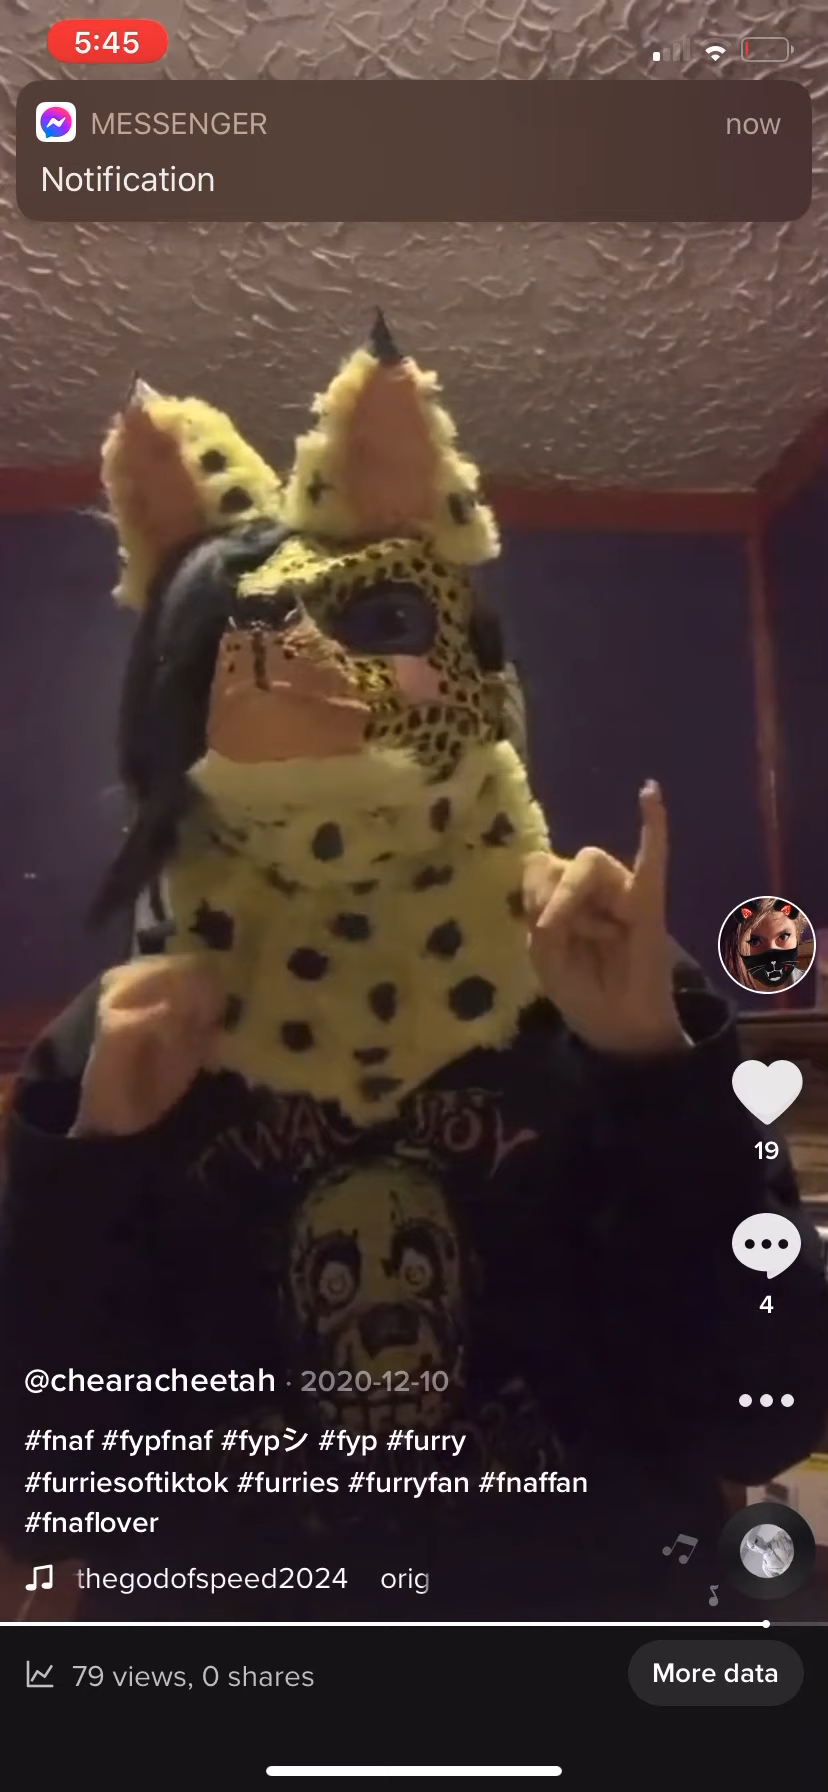 5:45
MESSENGER
now
Notification
19
4
@chearacheetah · 2020-12-10
#fnaf #fypfnaf #fypシ #fyp #furry
#furriesoftiktok #furries #furryfan #fnaffan
#fnaflover
thegodofspeed2024 orig
79 views, 0 shares
More data